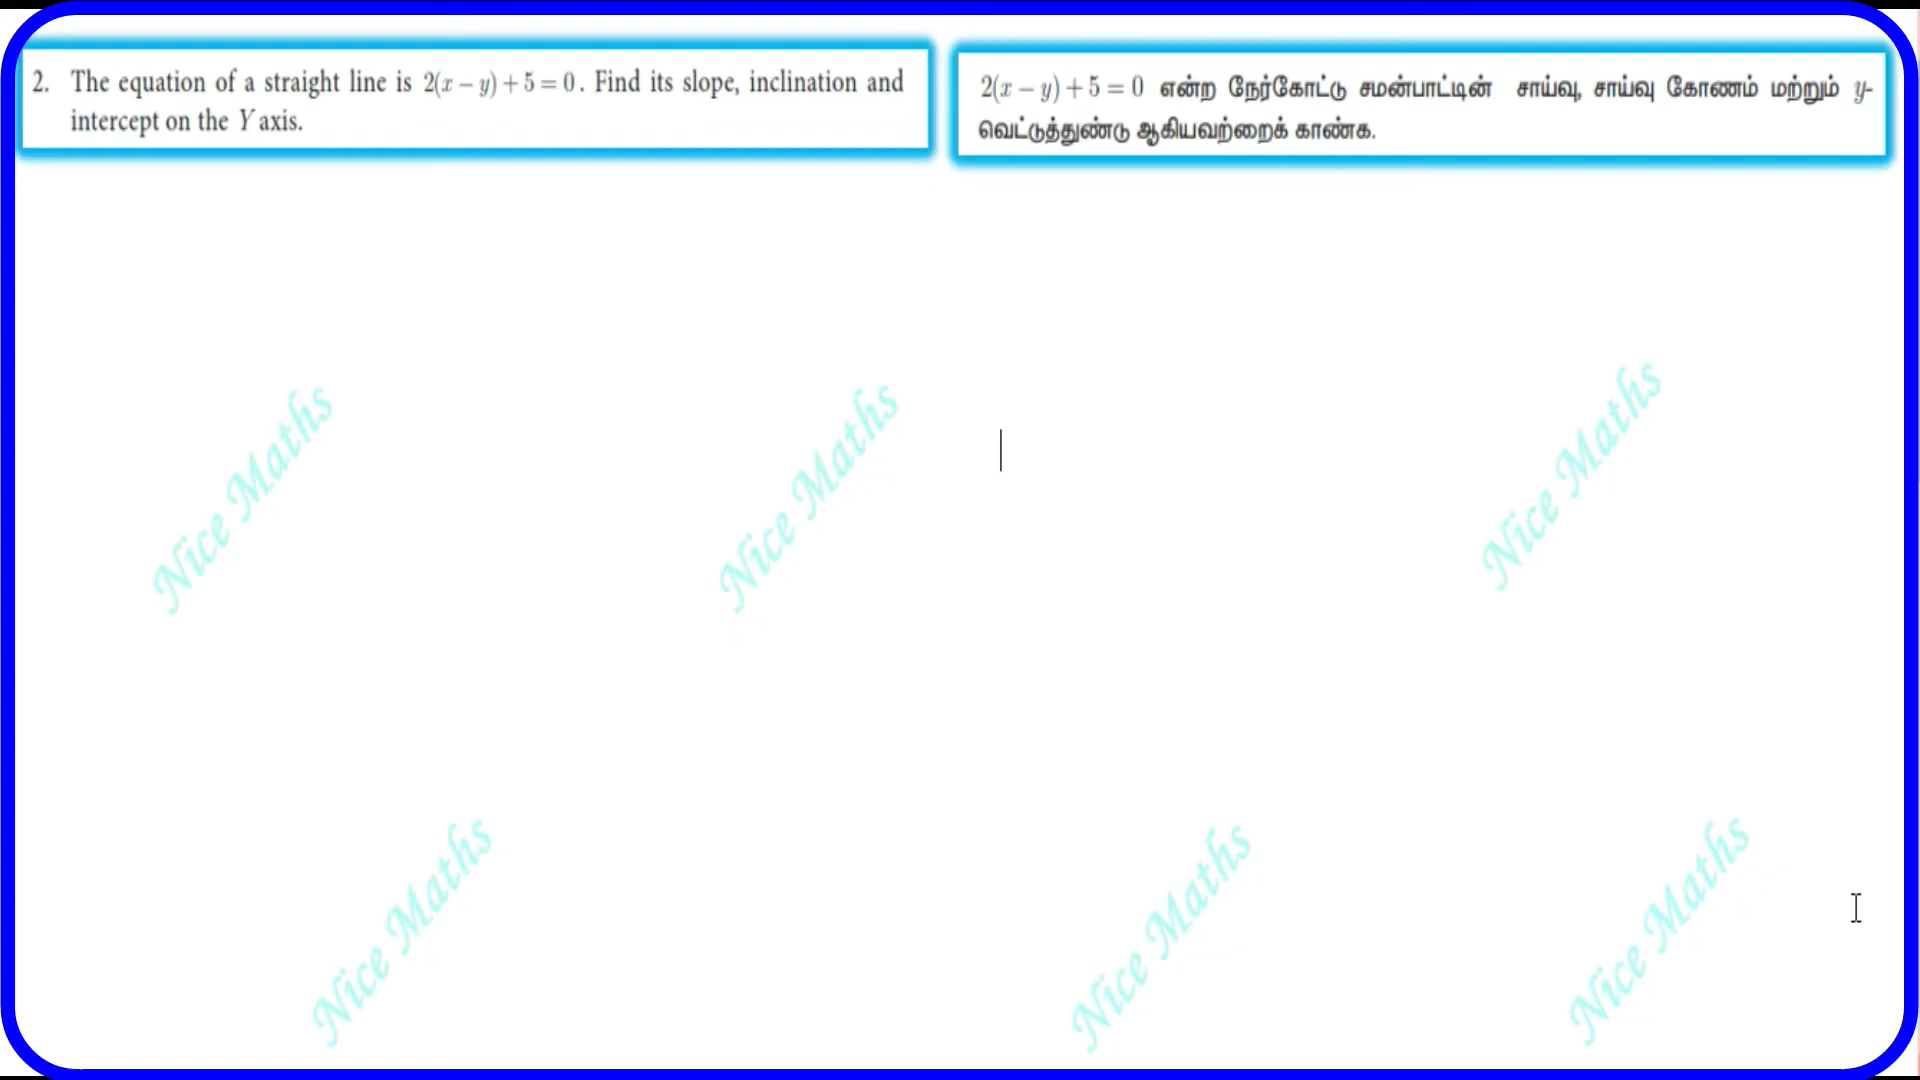 2. The equation of a straight line is 2(x – y) + 5 = 0. Find its slope, inclination and
intercept on the Y axis.
2(x – y) + 5 = 0 என்ற நேர்கோட்டு சமன்பாட்டின் சாய்வு, சாய்வு கோணம் மற்றும் y-
வெட்டுத்துண்டு ஆகியவற்றைக் காண்க.
Nice Maths
Nice Maths
Nice Maths
Nice Maths
Nice Maths
Nice Maths